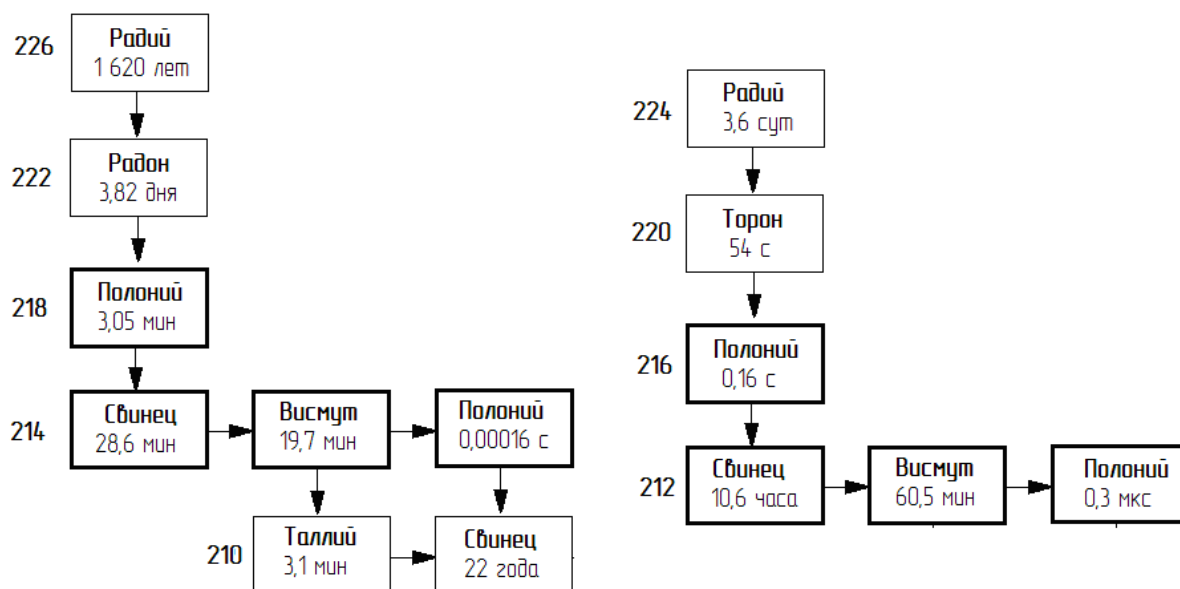 226
Радий
1 620 лет
222
Радон
3,82 дня
218
Полоний
3,05 мин
214
Свинец
28,6 мин
Висмут
19,7 мин
Полоний
0,00016 с
210
Таллий
3,1 мин
Свинец
22 года
224
Радий
3,6 сут
220
Торон
54 с
216
Полоний
0,16 с
212
Свинец
10,6 часа
Висмут
60,5 мин
Полоний
0,3 мкс